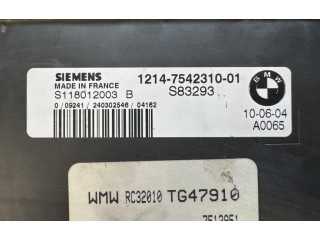 SIEMENS 1214-7542310-01
MADE IN FRANCE
S118012003 B S83293
0 /09241 / 240302546 / 04162
BMW
10-06-04
A0065
WMW RC32010 TG47910
7513951